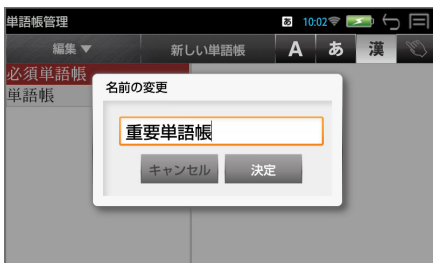 単語帳管理 あ 10:02
編集▼ 新しい単語帳 A あ 漢
必須単語帳
単語帳
名前の変更
重要単語帳
キャンセル 決定